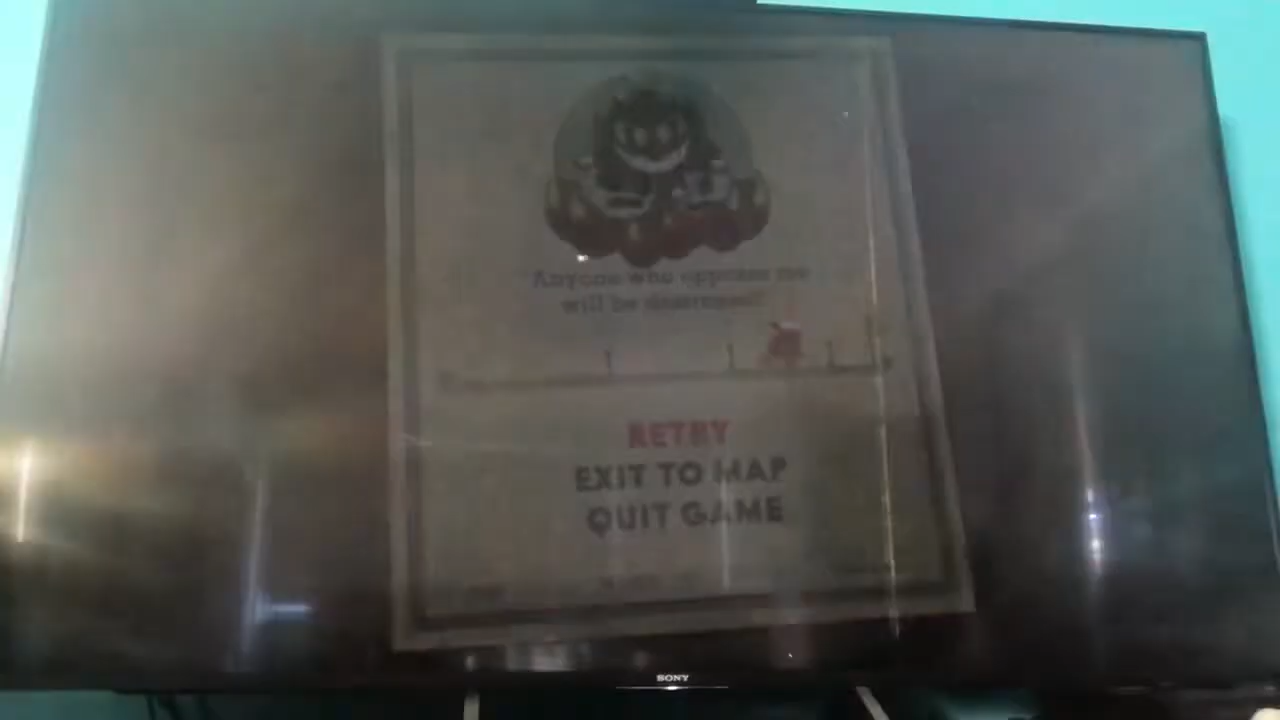 Anyone who opposes me
will be destroyed!
RETRY
EXIT TO MAP
QUIT GAME
SONY